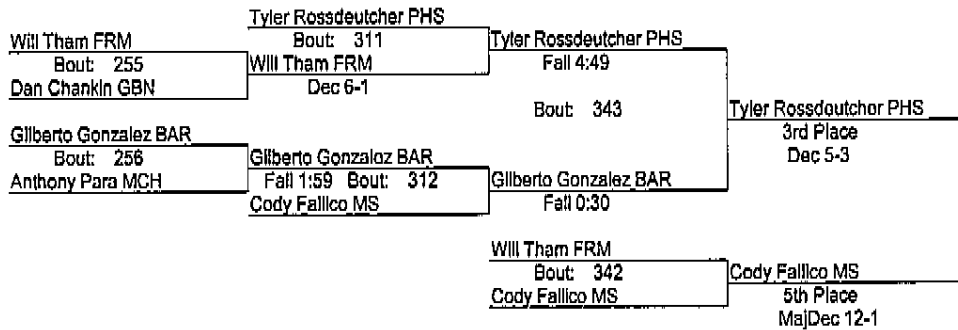 Tyler Rossdeutcher PHS
Will Tham FRM
Bout: 311
Tyler Rossdeutcher PHS
Bout: 255
Will Tham FRM
Fall 4:49
Dan Chankin GBN
Dec 6-1
Bout: 343
Tyler Rossdoutchor PHS
Gilberto Gonzalez BAR
3rd Place
Bout: 256
Gilberto Gonzaloz BAR
Dec 5-3
Anthony Para MCH
Fall 1:59 Bout: 312
Gilberto Gonzalez BAR
Cody Fallico MS
Fall 0:30
Will Tham FRM
Bout: 342
Cody Fallico MS
Cody Fallico MS
5th Place
MajDec 12-1